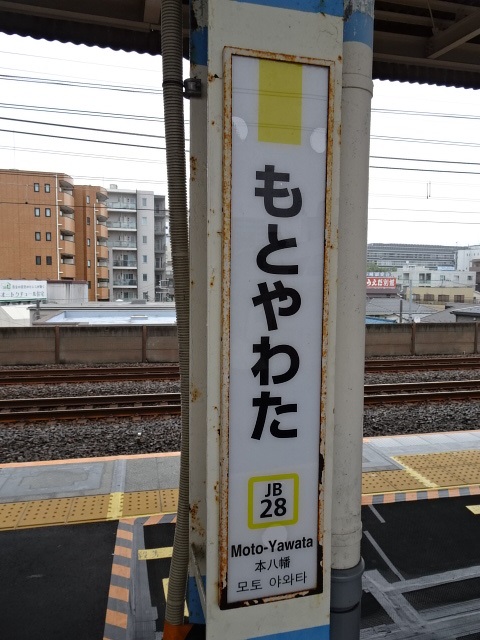 もとやわた
JB
28
Moto-Yawata
本八幡
모토 야와타